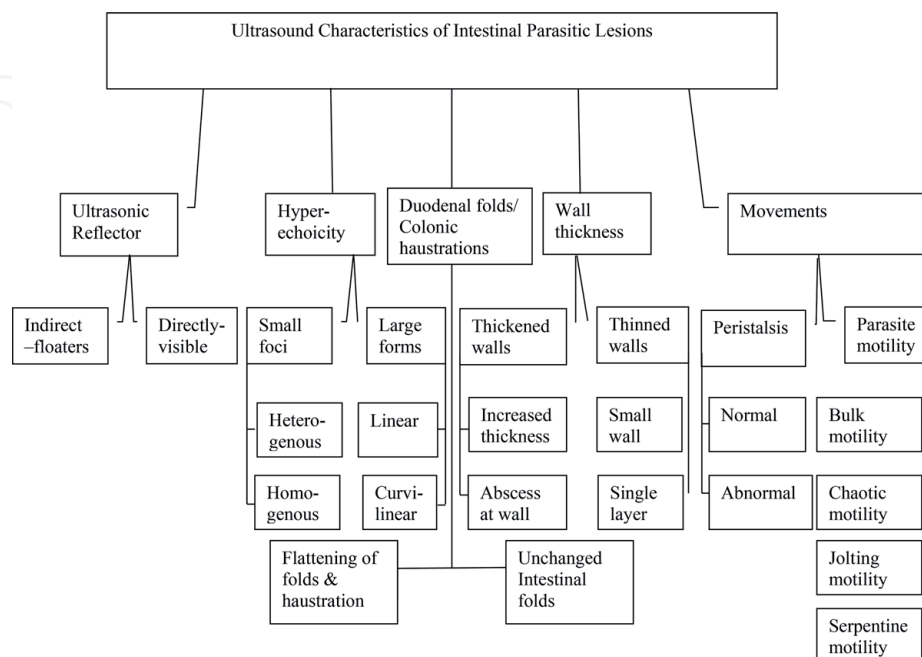 Ultrasound Characteristics of Intestinal Parasitic Lesions
Ultrasonic
Reflector
Hyper-
echoicity
Duodenal folds/
Colonic
haustrations
Wall
thickness
Movements
Indirect
–floaters
Directly-
visible
Small
foci
Large
forms
Thickened
walls
Thinned
walls
Peristalsis
Parasite
motility
Hetero-
genous
Linear
Increased
thickness
Small
wall
Normal
Bulk
motility
Homo-
genous
Curvi-
linear
Abscess
at wall
Single
layer
Abnormal
Chaotic
motility
Flattening of
folds &
haustration
Unchanged
Intestinal
folds
Jolting
motility
Serpentine
motility